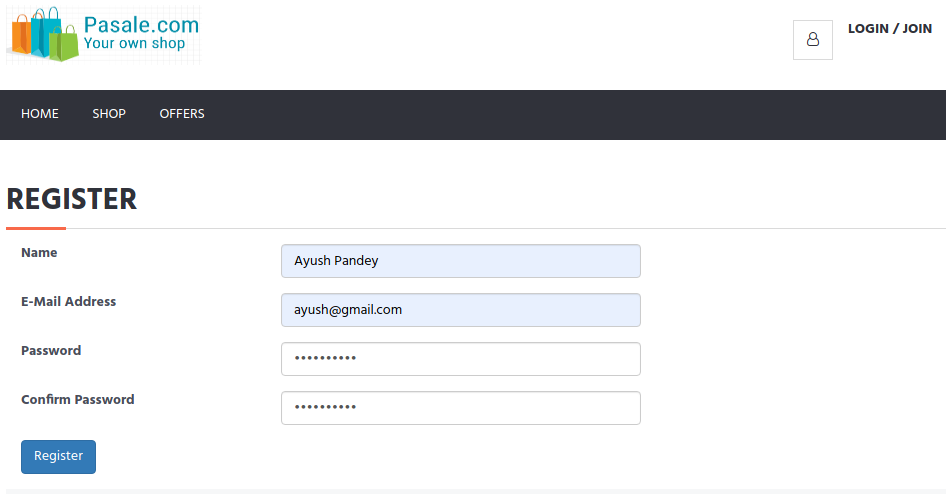 Pasale.com
Your own shop
LOGIN / JOIN
HOME SHOP OFFERS
REGISTER
Name Ayush Pandey
E-Mail Address ayush@gmail.com
Password ••••••••••
Confirm Password ••••••••••
Register